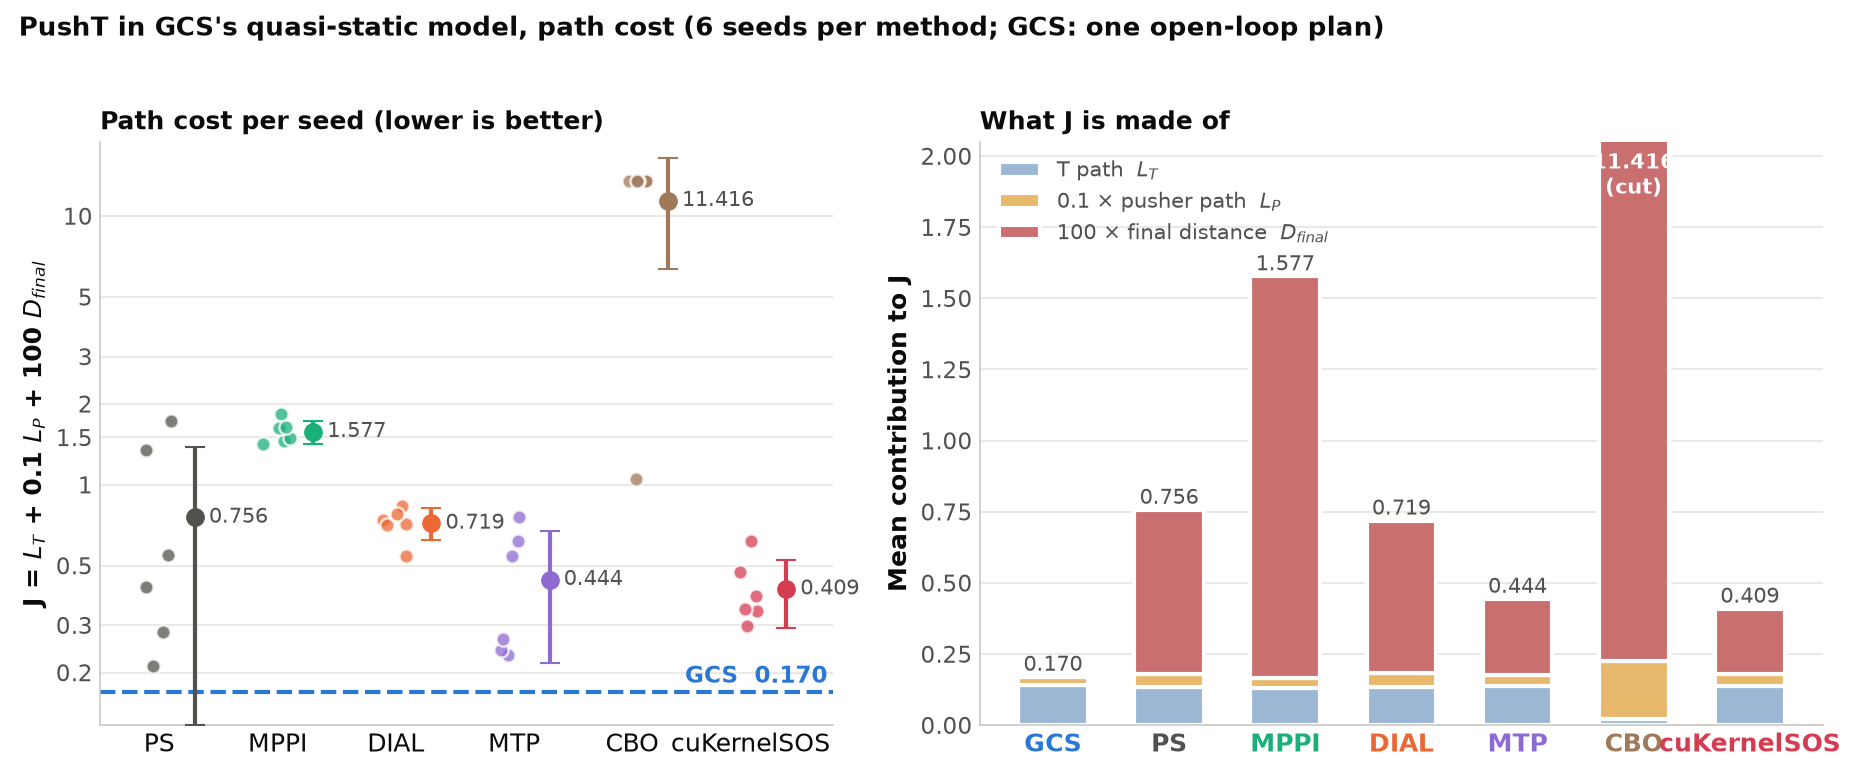 PushT in GCS's quasi-static model, path cost (6 seeds per method; GCS: one open-loop plan)
Path cost per seed (lower is better)
J = L_T + 0.1 L_P + 100 D_final
10
5
3
2
1.5
1
0.5
0.3
0.2
0.756
1.577
0.719
0.444
11.416
0.409
GCS 0.170
PS
MPPI
DIAL
MTP
CBO
cuKernelSOS
What J is made of
Mean contribution to J
2.00
1.75
1.50
1.25
1.00
0.75
0.50
0.25
0.00
T path L_T
0.1 × pusher path L_P
100 × final distance D_final
0.170
0.756
1.577
0.719
0.444
11.416
(cut)
0.409
GCS
PS
MPPI
DIAL
MTP
CBO
cuKernelSOS